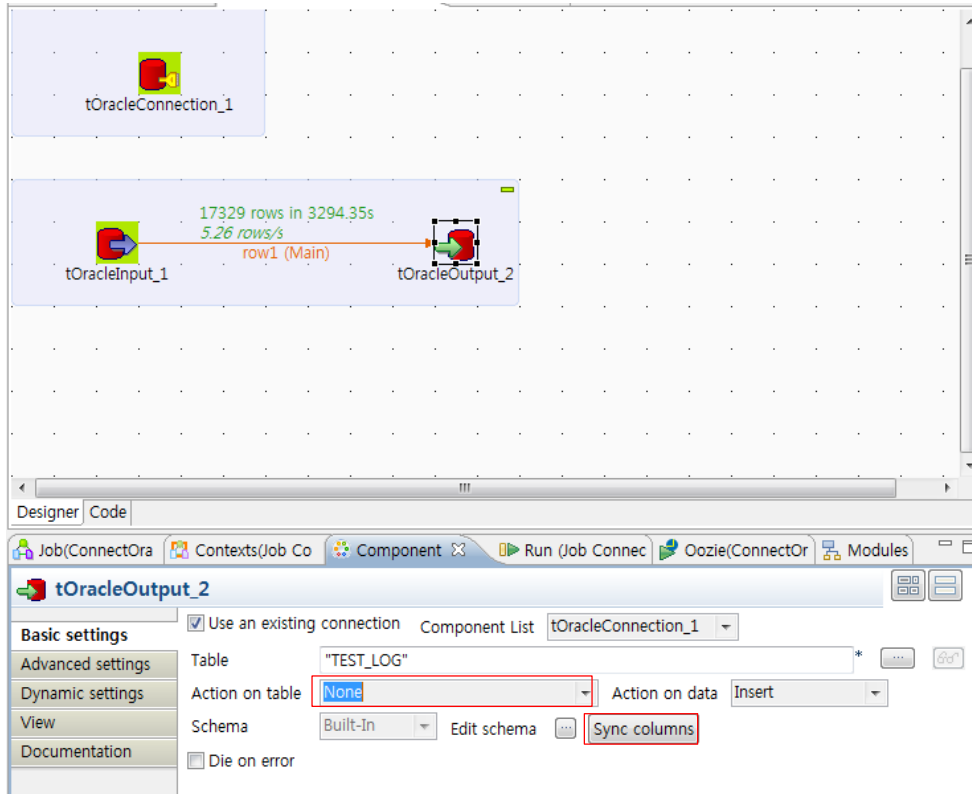 tOracleConnection_1
17329 rows in 3294.35s
5.26 rows/s
row1 (Main)
tOracleInput_1
tOracleOutput_2
Designer Code
Job(ConnectOra Contexts(Job Co Component Run (Job Connec Oozie(ConnectOr Modules
tOracleOutput_2
Basic settings
Advanced settings
Dynamic settings
View
Documentation
Use an existing connection Component List tOracleConnection_1
Table "TEST_LOG" * ...
Action on table None Action on data Insert
Schema Built-In Edit schema ... Sync columns
Die on error